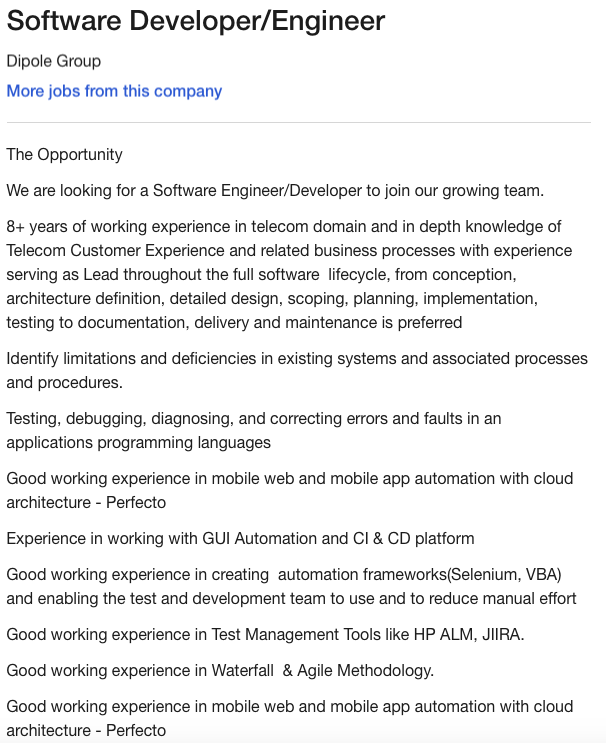 Software Developer/Engineer
Dipole Group
More jobs from this company
The Opportunity
We are looking for a Software Engineer/Developer to join our growing team.
8+ years of working experience in telecom domain and in depth knowledge of
Telecom Customer Experience and related business processes with experience
serving as Lead throughout the full software  lifecycle, from conception,
architecture definition, detailed design, scoping, planning, implementation,
testing to documentation, delivery and maintenance is preferred
Identify limitations and deficiencies in existing systems and associated processes
and procedures.
Testing, debugging, diagnosing, and correcting errors and faults in an
applications programming languages
Good working experience in mobile web and mobile app automation with cloud
architecture - Perfecto
Experience in working with GUI Automation and CI & CD platform
Good working experience in creating  automation frameworks(Selenium, VBA)
and enabling the test and development team to use and to reduce manual effort
Good working experience in Test Management Tools like HP ALM, JIIRA.
Good working experience in Waterfall  & Agile Methodology.
Good working experience in mobile web and mobile app automation with cloud
architecture - Perfecto